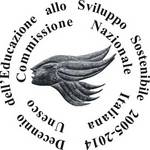 Decennio dell'Educazione allo Sviluppo Sostenibile 2005-2014
Unesco Commissione Nazionale Italiana